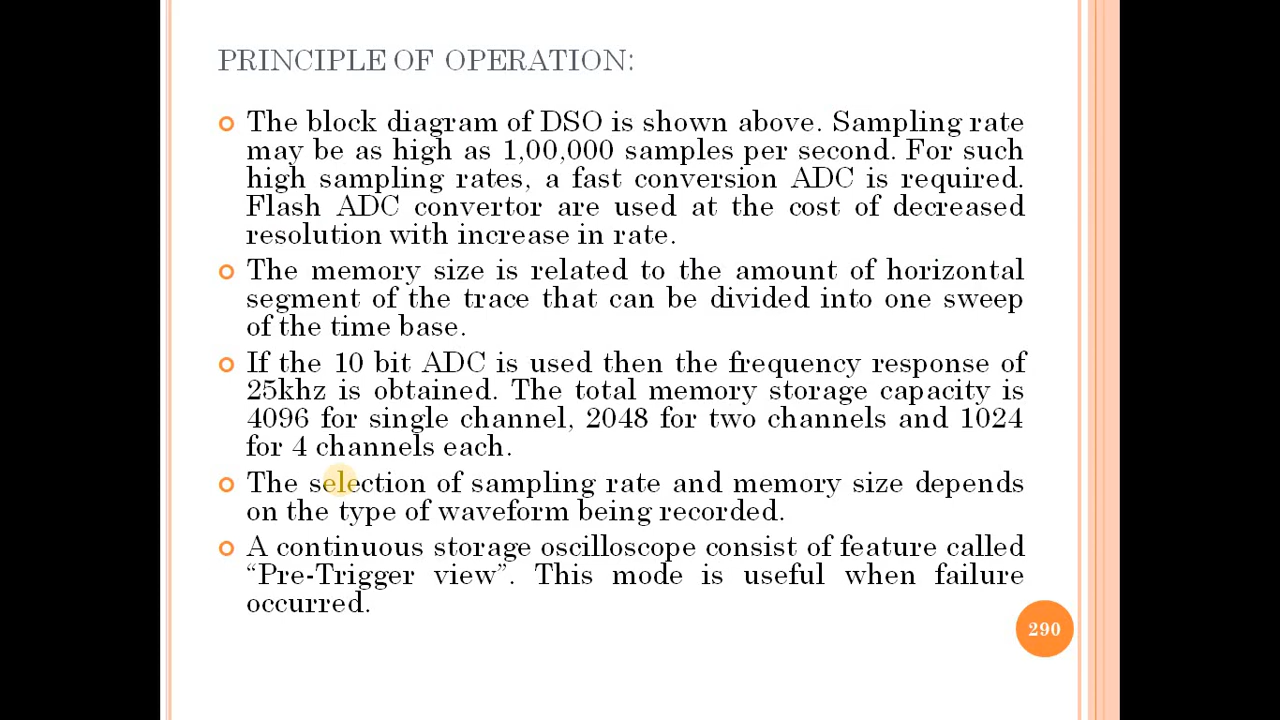 PRINCIPLE OF OPERATION:
The block diagram of DSO is shown above. Sampling rate
may be as high as 1,00,000 samples per second. For such
high sampling rates, a fast conversion ADC is required.
Flash ADC convertor are used at the cost of decreased
resolution with increase in rate.
The memory size is related to the amount of horizontal
segment of the trace that can be divided into one sweep
of the time base.
If the 10 bit ADC is used then the frequency response of
25khz is obtained. The total memory storage capacity is
4096 for single channel, 2048 for two channels and 1024
for 4 channels each.
The selection of sampling rate and memory size depends
on the type of waveform being recorded.
A continuous storage oscilloscope consist of feature called
“Pre-Trigger view”. This mode is useful when failure
occurred.
290